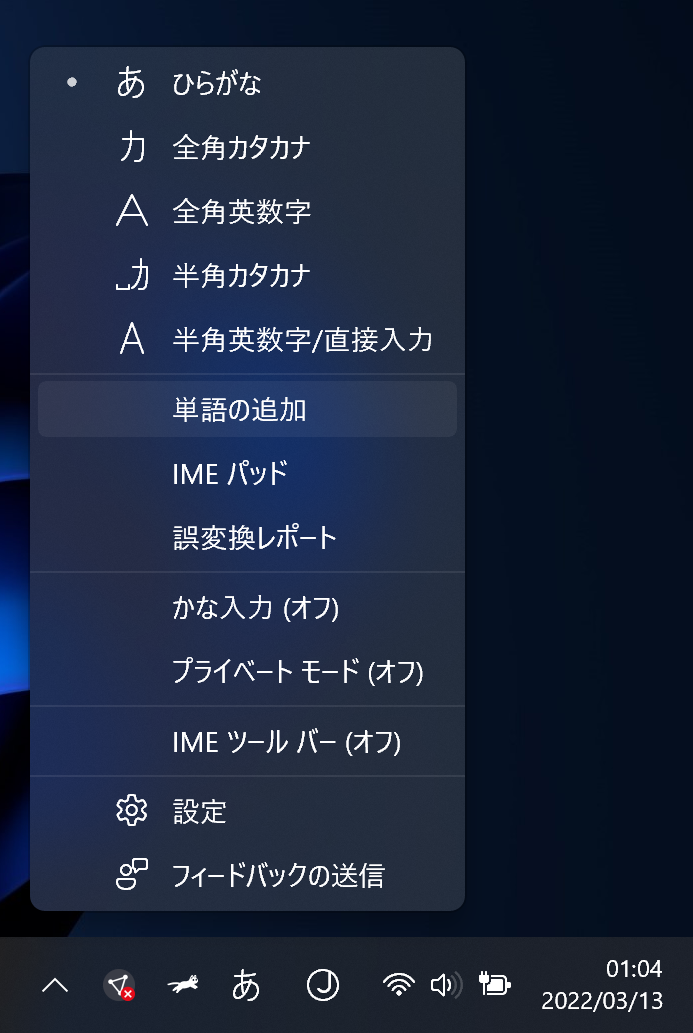 あ ひらがな
カ 全角カタカナ
A 全角英数字
_カ 半角カタカナ
A 半角英数字/直接入力
単語の追加
IME パッド
誤変換レポート
かな入力 (オフ)
プライベート モード (オフ)
IME ツール バー (オフ)
設定
フィードバックの送信
あ J 01:04
2022/03/13